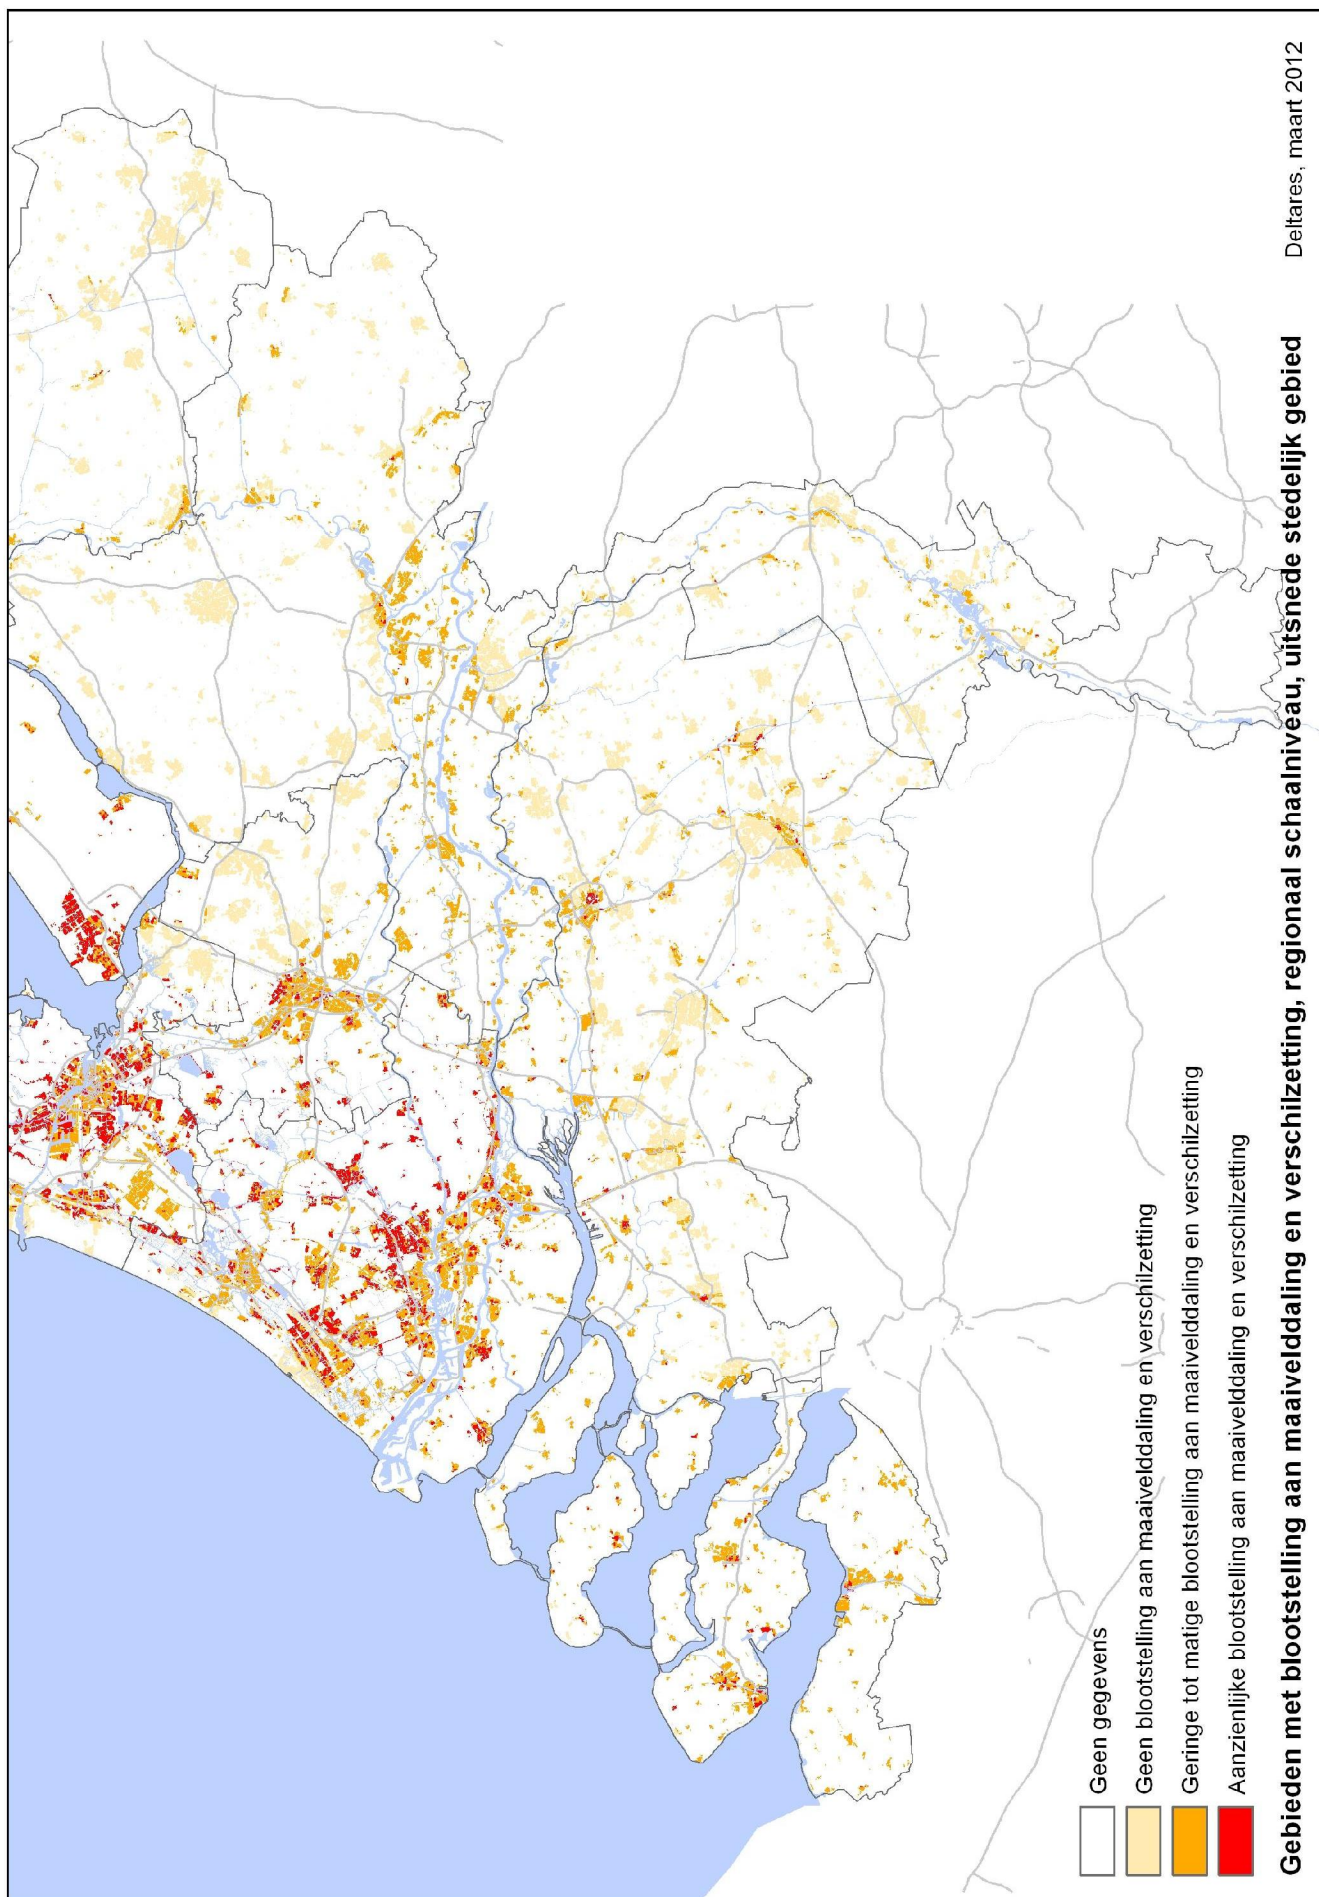 Geen gegevens
Geen blootstelling aan maaivelddaling en verschilzetting
Geringe tot matige blootstelling aan maaivelddaling en verschilzetting
Aanzienlijke blootstelling aan maaivelddaling en verschilzetting
Gebieden met blootstelling aan maaivelddaling en verschilzetting, regionaal schaalniveau, uitsnede stedelijk gebied
Deltares, maart 2012